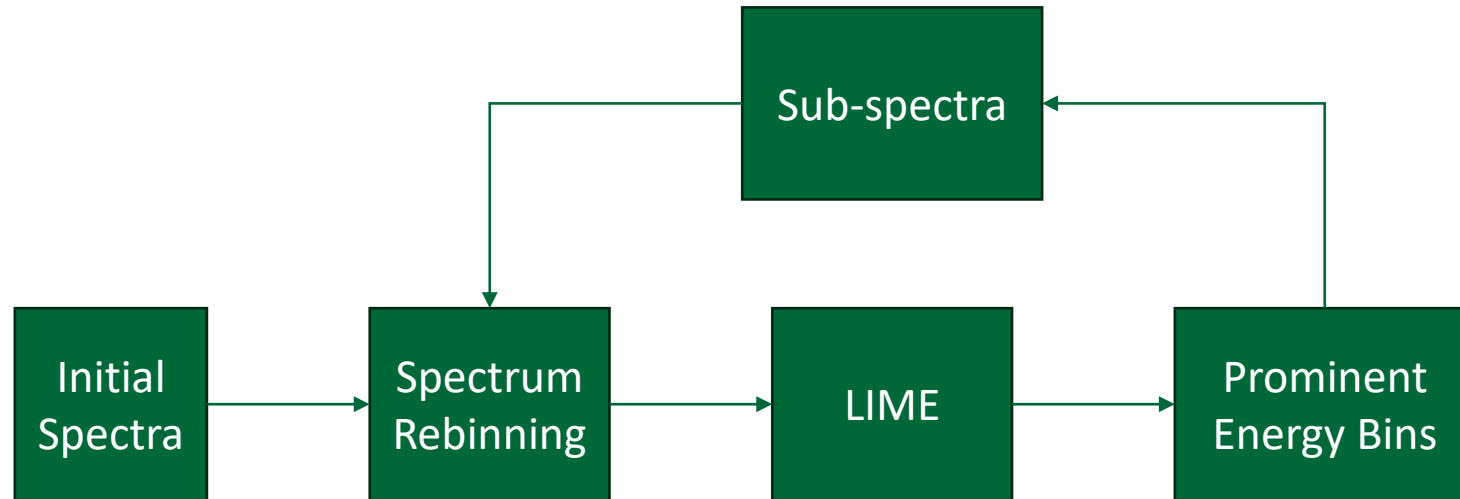 Sub-spectra
Initial
Spectra
Spectrum
Rebinning
LIME
Prominent
Energy Bins